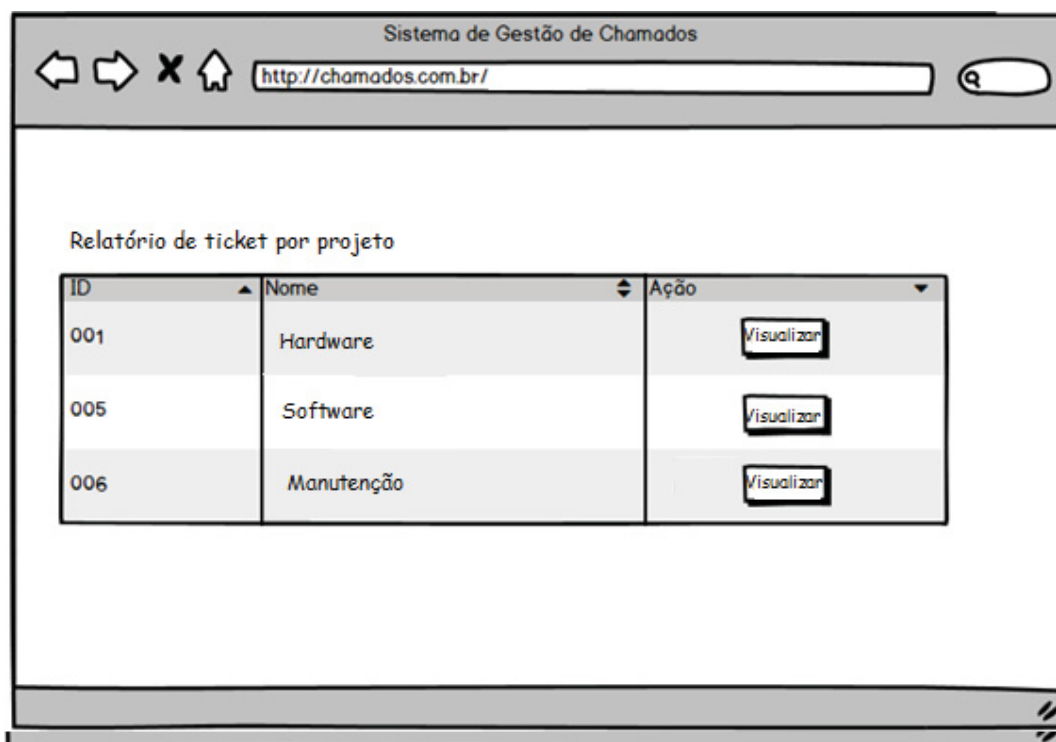 Sistema de Gestão de Chamados
http://chamados.com.br/
Relatório de ticket por projeto
ID Nome Ação
001 Hardware Visualizar
005 Software Visualizar
006 Manutenção Visualizar